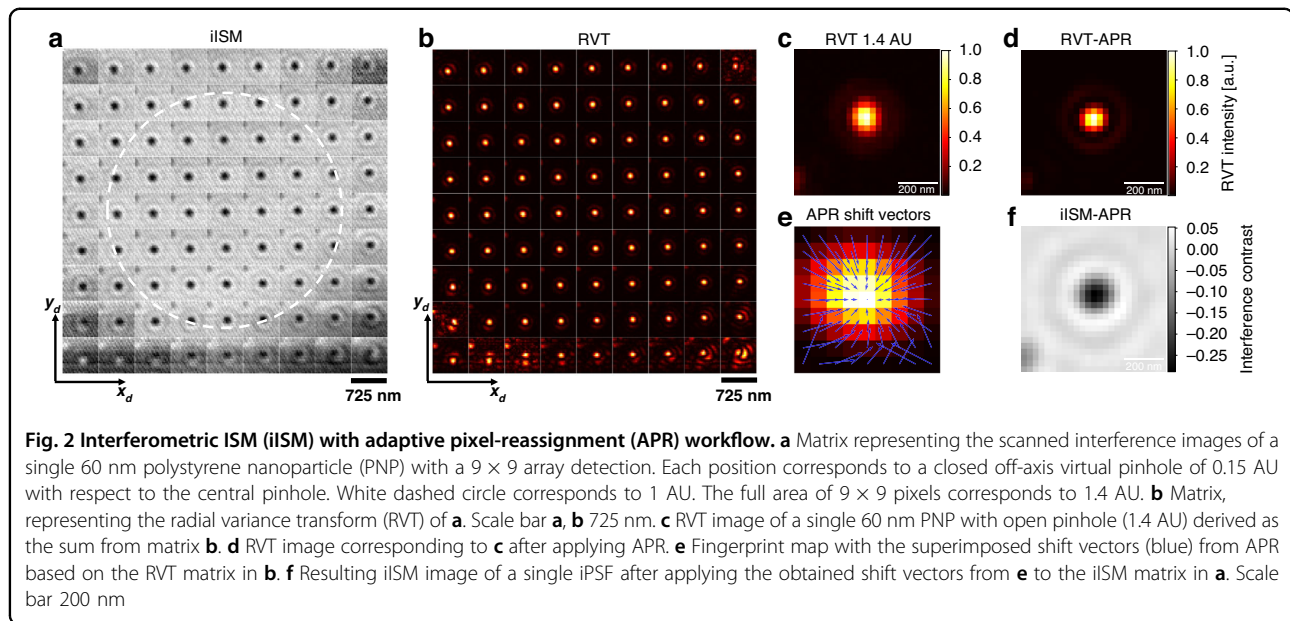 a iISM
b RVT
c RVT 1.4 AU
d RVT-APR
1.0
0.8
0.6
0.4
0.2
1.0
0.8
0.6
0.4
0.2
RVT intensity [a.u.]
200 nm
200 nm
e APR shift vectors
f iISM-APR
0.05
0.00
−0.05
−0.10
−0.15
−0.20
−0.25
Interference contrast
200 nm
y_d
x_d
725 nm
y_d
x_d
725 nm
Fig. 2 Interferometric ISM (iISM) with adaptive pixel-reassignment (APR) workflow. a Matrix representing the scanned interference images of a
single 60 nm polystyrene nanoparticle (PNP) with a 9 × 9 array detection. Each position corresponds to a closed off-axis virtual pinhole of 0.15 AU
with respect to the central pinhole. White dashed circle corresponds to 1 AU. The full area of 9 × 9 pixels corresponds to 1.4 AU. b Matrix,
representing the radial variance transform (RVT) of a. Scale bar a, b 725 nm. c RVT image of a single 60 nm PNP with open pinhole (1.4 AU) derived as
the sum from matrix b. d RVT image corresponding to c after applying APR. e Fingerprint map with the superimposed shift vectors (blue) from APR
based on the RVT matrix in b. f Resulting iISM image of a single iPSF after applying the obtained shift vectors from e to the iISM matrix in a. Scale
bar 200 nm